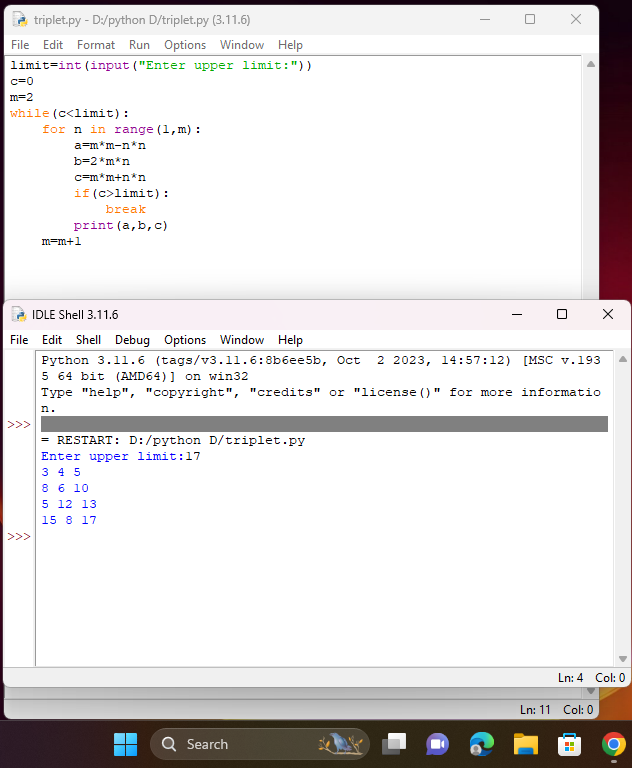 triplet.py - D:/python D/triplet.py (3.11.6)
File Edit Format Run Options Window Help
limit=int(input("Enter upper limit:"))
c=0
m=2
while(c<limit):
    for n in range(1,m):
        a=m*m-n*n
        b=2*m*n
        c=m*m+n*n
        if(c>limit):
            break
        print(a,b,c)
    m=m+1
IDLE Shell 3.11.6
File Edit Shell Debug Options Window Help
Python 3.11.6 (tags/v3.11.6:8b6ee5b, Oct  2 2023, 14:57:12) [MSC v.193
5 64 bit (AMD64)] on win32
Type "help", "copyright", "credits" or "license()" for more informatio
n.
>>>
= RESTART: D:/python D/triplet.py
Enter upper limit:17
3 4 5
8 6 10
5 12 13
15 8 17
>>>
Ln: 4 Col: 0
Ln: 11 Col: 0
Search